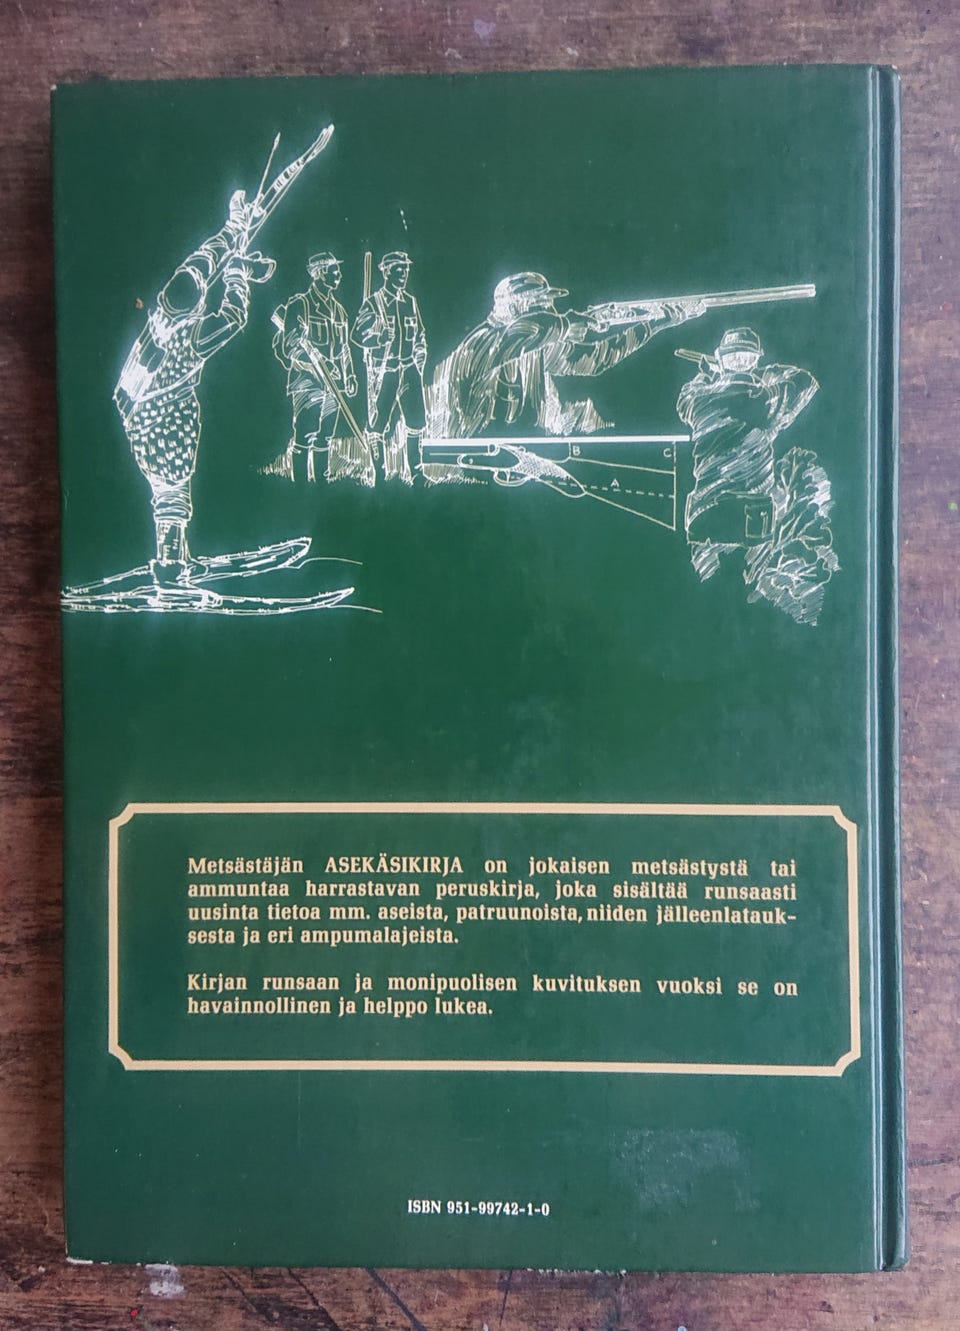 B
C
A
Metsästäjän ASEKÄSIKIRJA on jokaisen metsästystä tai
ammuntaa harrastavan peruskirja, joka sisältää runsaasti
uusinta tietoa mm. aseista, patruunoista, niiden jälleenlatauk-
sesta ja eri ampumalajeista.
Kirjan runsaan ja monipuolisen kuvituksen vuoksi se on
havainnollinen ja helppo lukea.
ISBN 951-99742-1-0